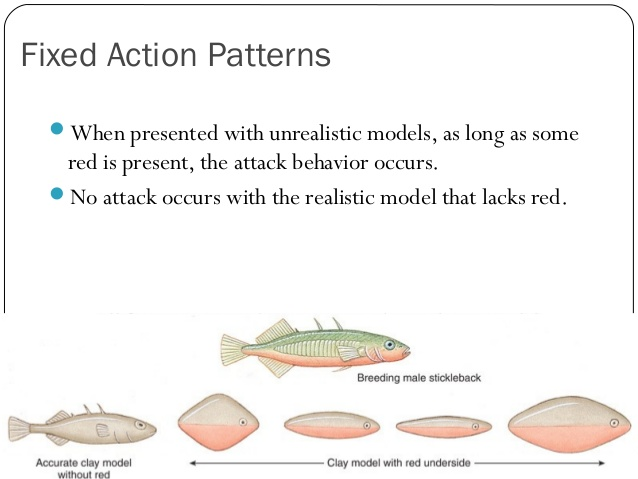 Fixed Action Patterns
When presented with unrealistic models, as long as some
red is present, the attack behavior occurs.
No attack occurs with the realistic model that lacks red.
Breeding male stickleback
Accurate clay model
without red
Clay model with red underside